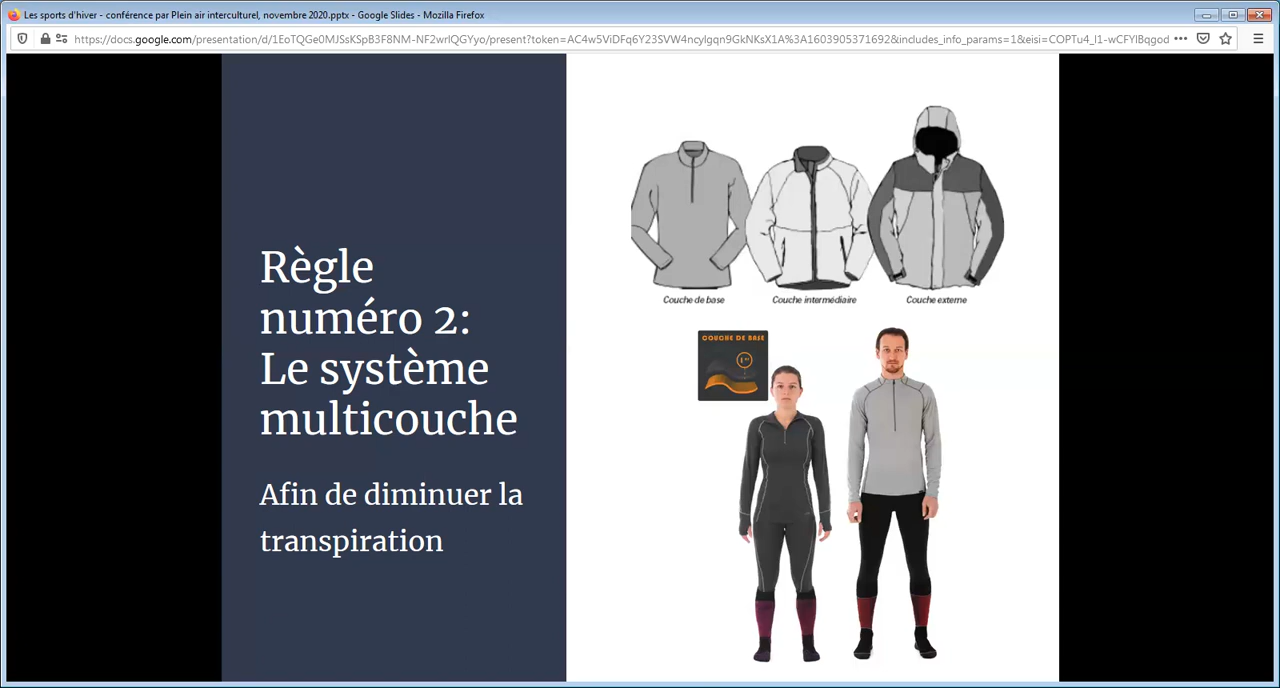 Les sports d'hiver - conférence par Plein air interculturel, novembre 2020.pptx - Google Slides - Mozilla Firefox
https://docs.google.com/presentation/d/1EoTQGe0MJSsKSpB3F8NM-NF2wrlQGYyo/present?token=AC4w5ViDFq6Y23SVW4ncylgqn9GkNKsX1A%3A1603905371692&includes_info_params=1&eisi=COPTu4_l1-wCFYlBqgod
Règle
numéro 2:
Le système
multicouche
Afin de diminuer la
transpiration
Couche de base Couche intermédiaire Couche externe
COUCHE DE BASE